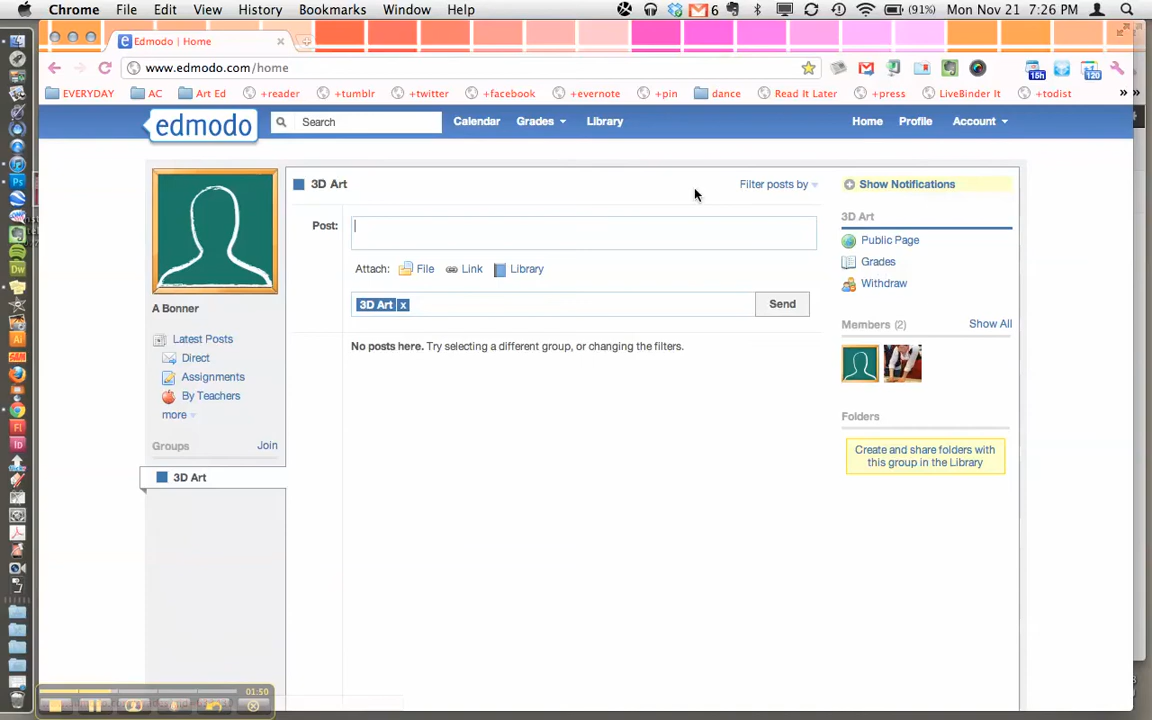 Chrome File Edit View History Bookmarks Window Help 6 (91%) Mon Nov 21 7:26 PM
Edmodo | Home
www.edmodo.com/home 15h 120
EVERYDAY AC Art Ed +reader +tumblr +twitter +facebook +evernote +pin dance Read It Later +press LiveBinder It +todist »
edmodo Search Calendar Grades Library Home Profile Account
3D Art Filter posts by Show Notifications
Post:
3D Art
Public Page
Attach: File Link Library
Grades
Withdraw
3D Art x Send
A Bonner
Members (2) Show All
Latest Posts
No posts here. Try selecting a different group, or changing the filters.
Direct
Assignments
By Teachers
more
Folders
Groups Join
Create and share folders with
this group in the Library
3D Art
01:50